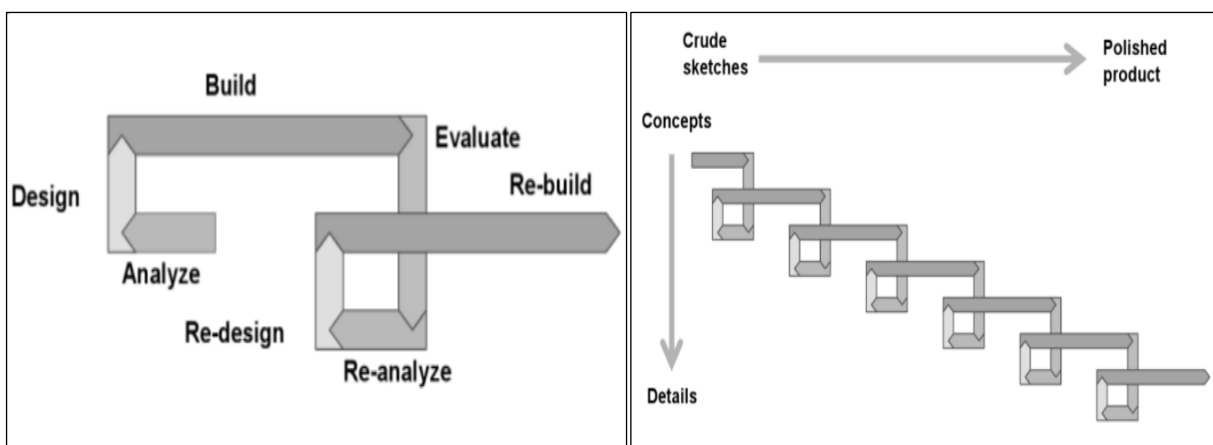 Build
Evaluate
Re-build
Design
Analyze
Re-design
Re-analyze
Crude
sketches
Polished
product
Concepts
Details